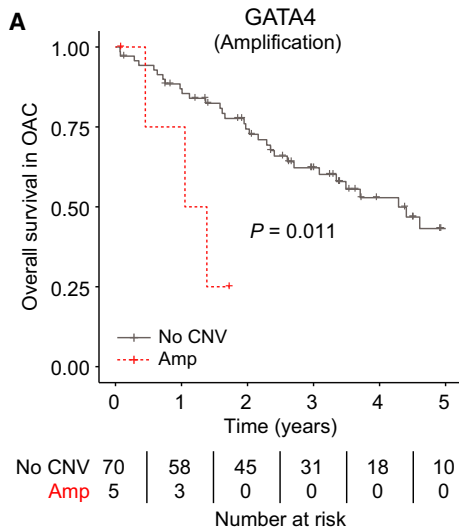 A
GATA4
(Amplification)
Overall survival in OAC
1.00
0.75
0.50
0.25
0.00
P = 0.011
No CNV
Amp
0 1 2 3 4 5
Time (years)
No CNV 70 58 45 31 18 10
Amp 5 3 0 0 0 0
Number at risk